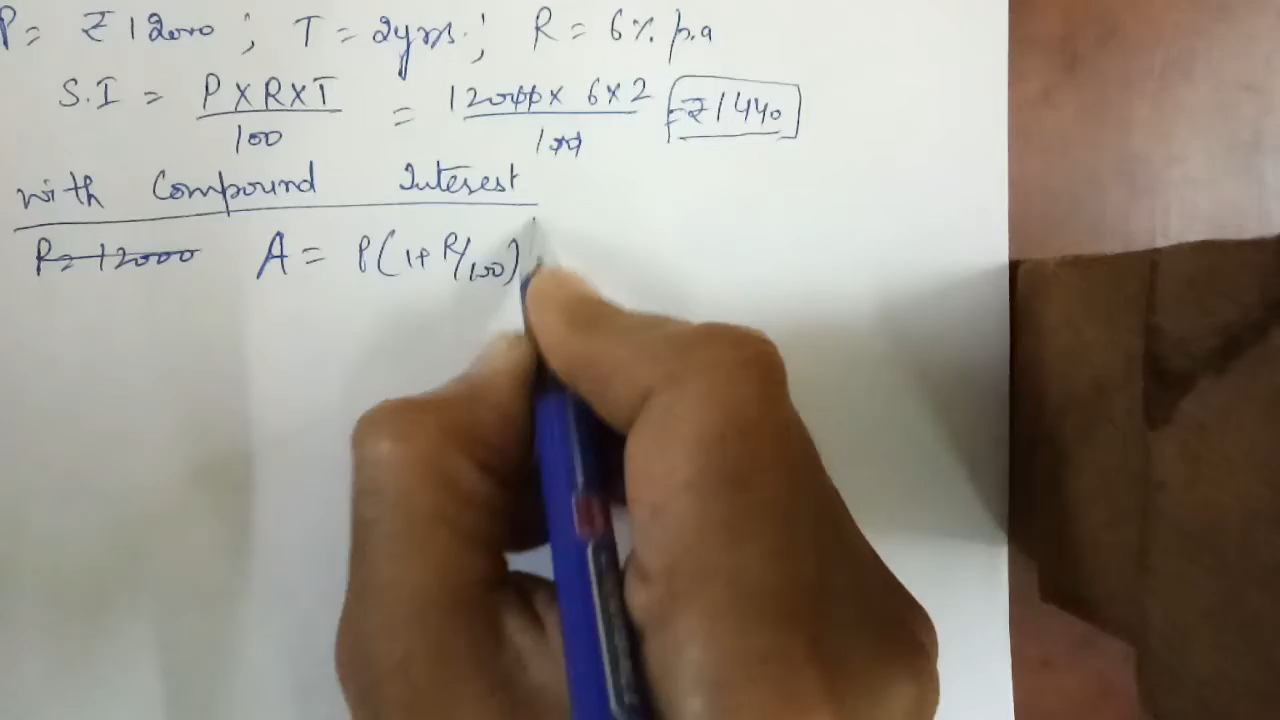 P = ₹ 12000 ; T = 2yrs. ; R = 6% p.a
S.I = P X R X T / 100 = 12000 X 6 X 2 / 100 = ₹1440
with Compound Interest
P = 12000 A = P(1+R/100)